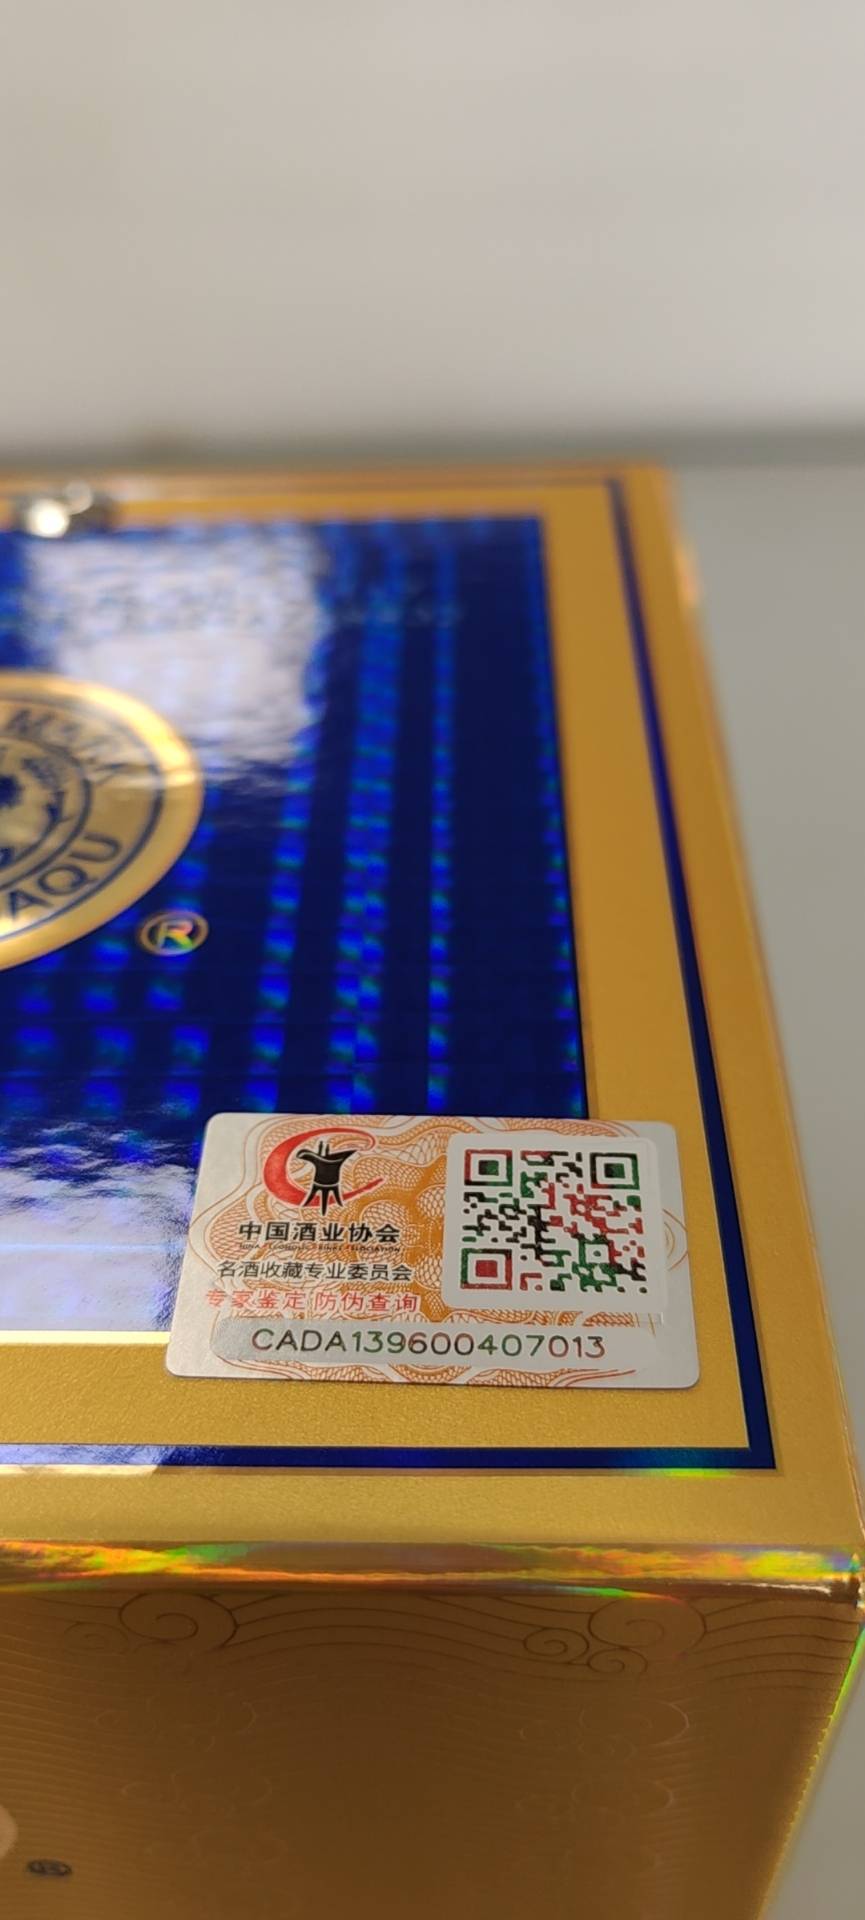 AQU
®
中国酒业协会
名酒收藏专业委员会
专家鉴定 防伪查询
CADA139600407013